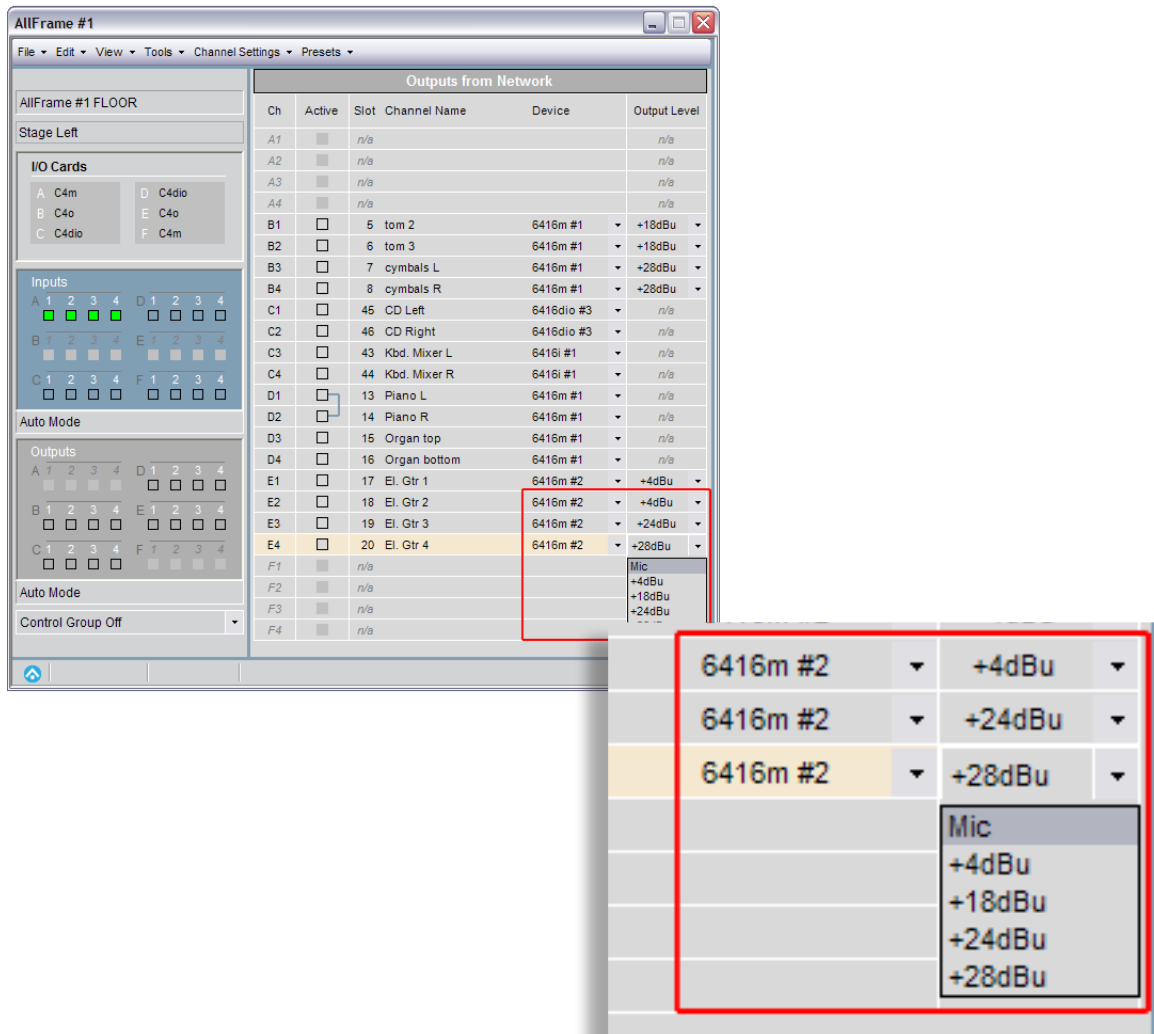 AllFrame #1
File Edit View Tools Channel Settings Presets
AllFrame #1 FLOOR
Stage Left
I/O Cards
A C4m D C4dio
B C4o E C4o
C C4dio F C4m
Inputs
A 1 2 3 4 D 1 2 3 4
B 1 2 3 4 E 1 2 3 4
C 1 2 3 4 F 1 2 3 4
Auto Mode
Outputs
A 1 2 3 4 D 1 2 3 4
B 1 2 3 4 E 1 2 3 4
C 1 2 3 4 F 1 2 3 4
Auto Mode
Control Group Off
Outputs from Network
Ch Active Slot Channel Name Device Output Level
A1 n/a n/a
A2 n/a n/a
A3 n/a n/a
A4 n/a n/a
B1 5 tom 2 6416m #1 +18dBu
B2 6 tom 3 6416m #1 +18dBu
B3 7 cymbals L 6416m #1 +28dBu
B4 8 cymbals R 6416m #1 +28dBu
C1 45 CD Left 6416dio #3 n/a
C2 46 CD Right 6416dio #3 n/a
C3 43 Kbd. Mixer L 6416i #1 n/a
C4 44 Kbd. Mixer R 6416i #1 n/a
D1 13 Piano L 6416m #1 n/a
D2 14 Piano R 6416m #1 n/a
D3 15 Organ top 6416m #1 n/a
D4 16 Organ bottom 6416m #1 n/a
E1 17 El. Gtr 1 6416m #2 +4dBu
E2 18 El. Gtr 2 6416m #2 +4dBu
E3 19 El. Gtr 3 6416m #2 +24dBu
E4 20 El. Gtr 4 6416m #2 +28dBu
F1 n/a
F2 n/a
F3 n/a
F4 n/a
Mic
+4dBu
+18dBu
+24dBu
6416m #2 +4dBu
6416m #2 +24dBu
6416m #2 +28dBu
Mic
+4dBu
+18dBu
+24dBu
+28dBu